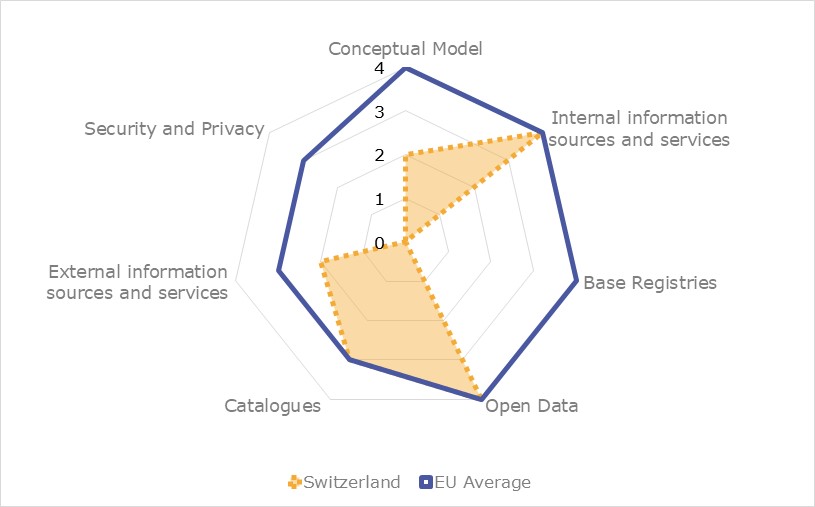 Conceptual Model
4
3
2
1
0
Internal information
sources and services
Base Registries
Open Data
Catalogues
External information
sources and services
Security and Privacy
Switzerland
EU Average